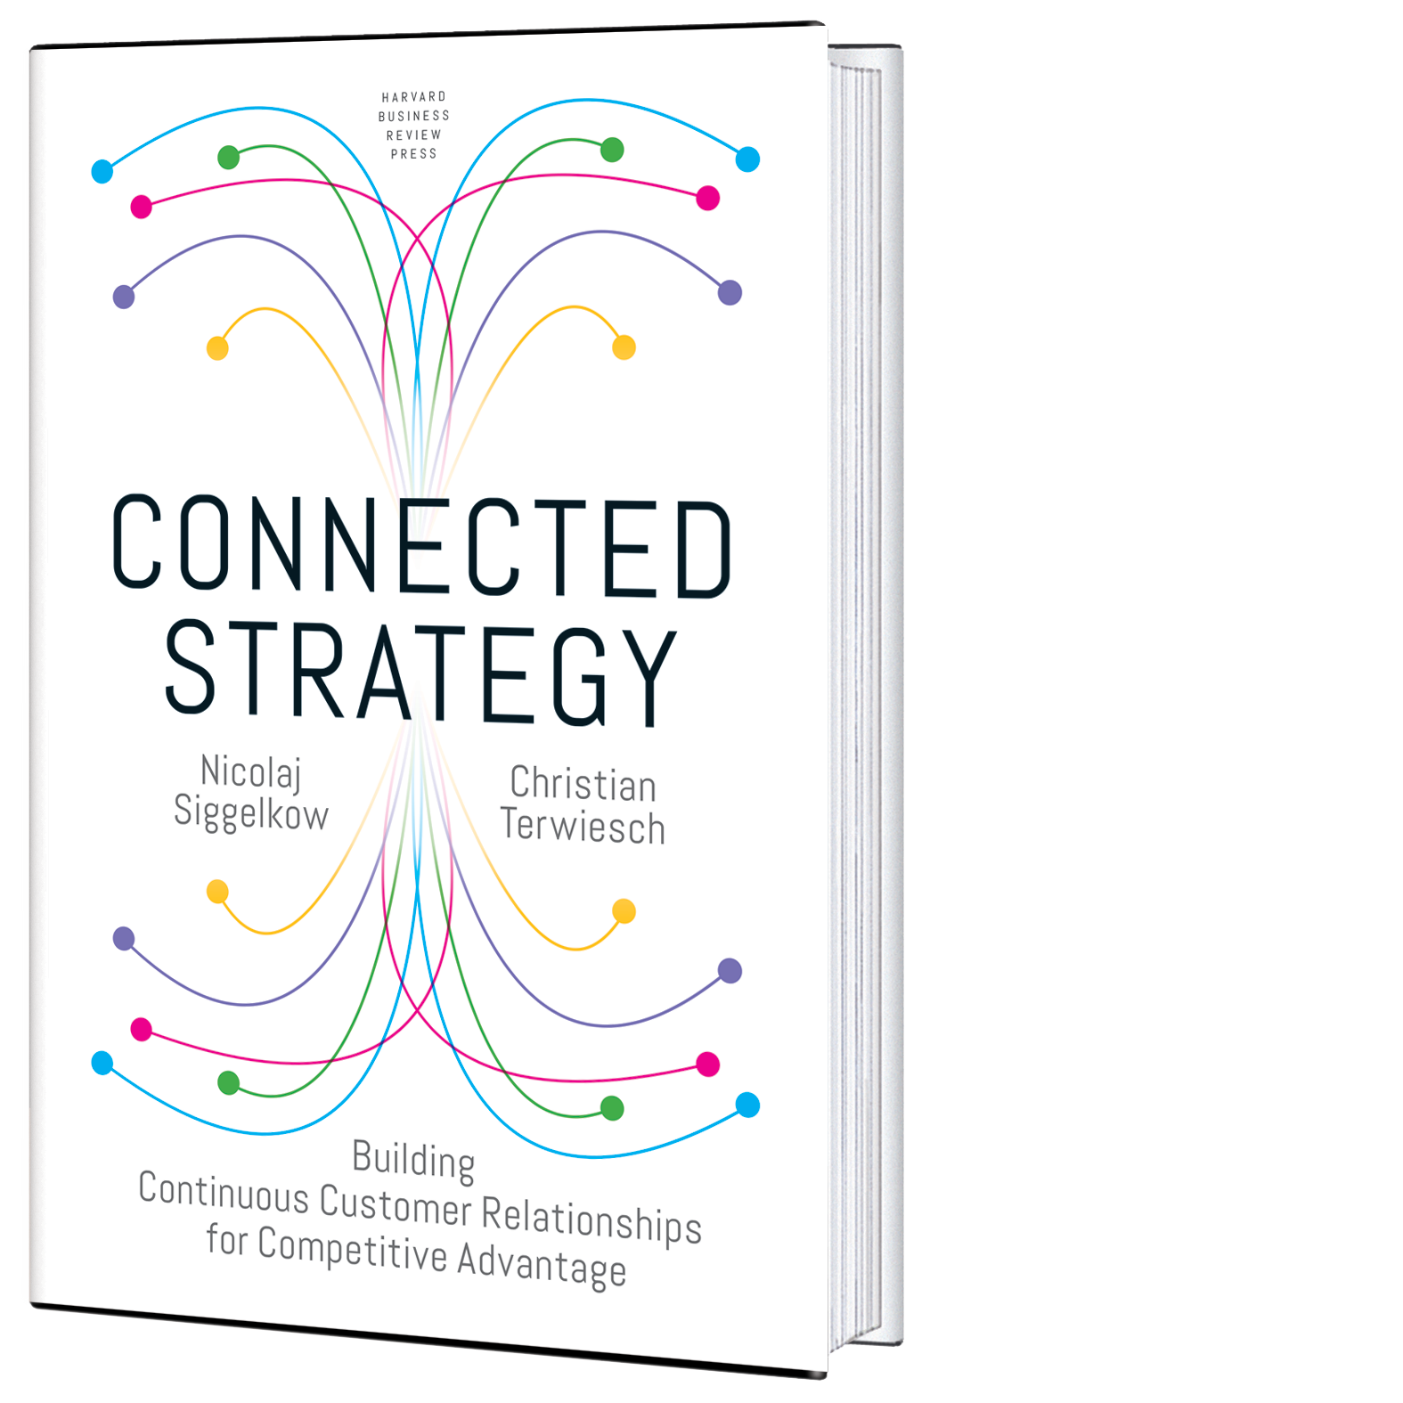 HARVARD
BUSINESS
REVIEW
PRESS
CONNECTED
STRATEGY
Nicolaj
Siggelkow
Christian
Terwiesch
Building
Continuous Customer Relationships
for Competitive Advantage